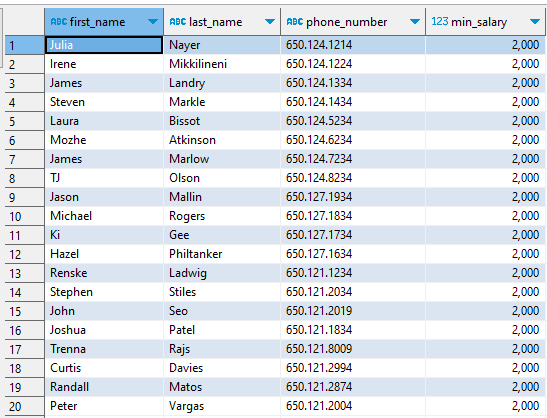 ABC first_name ABC last_name ABC phone_number 123 min_salary
1 Julia Nayer 650.124.1214 2,000
2 Irene Mikkilineni 650.124.1224 2,000
3 James Landry 650.124.1334 2,000
4 Steven Markle 650.124.1434 2,000
5 Laura Bissot 650.124.5234 2,000
6 Mozhe Atkinson 650.124.6234 2,000
7 James Marlow 650.124.7234 2,000
8 TJ Olson 650.124.8234 2,000
9 Jason Mallin 650.127.1934 2,000
10 Michael Rogers 650.127.1834 2,000
11 Ki Gee 650.127.1734 2,000
12 Hazel Philtanker 650.127.1634 2,000
13 Renske Ladwig 650.121.1234 2,000
14 Stephen Stiles 650.121.2034 2,000
15 John Seo 650.121.2019 2,000
16 Joshua Patel 650.121.1834 2,000
17 Trenna Rajs 650.121.8009 2,000
18 Curtis Davies 650.121.2994 2,000
19 Randall Matos 650.121.2874 2,000
20 Peter Vargas 650.121.2004 2,000